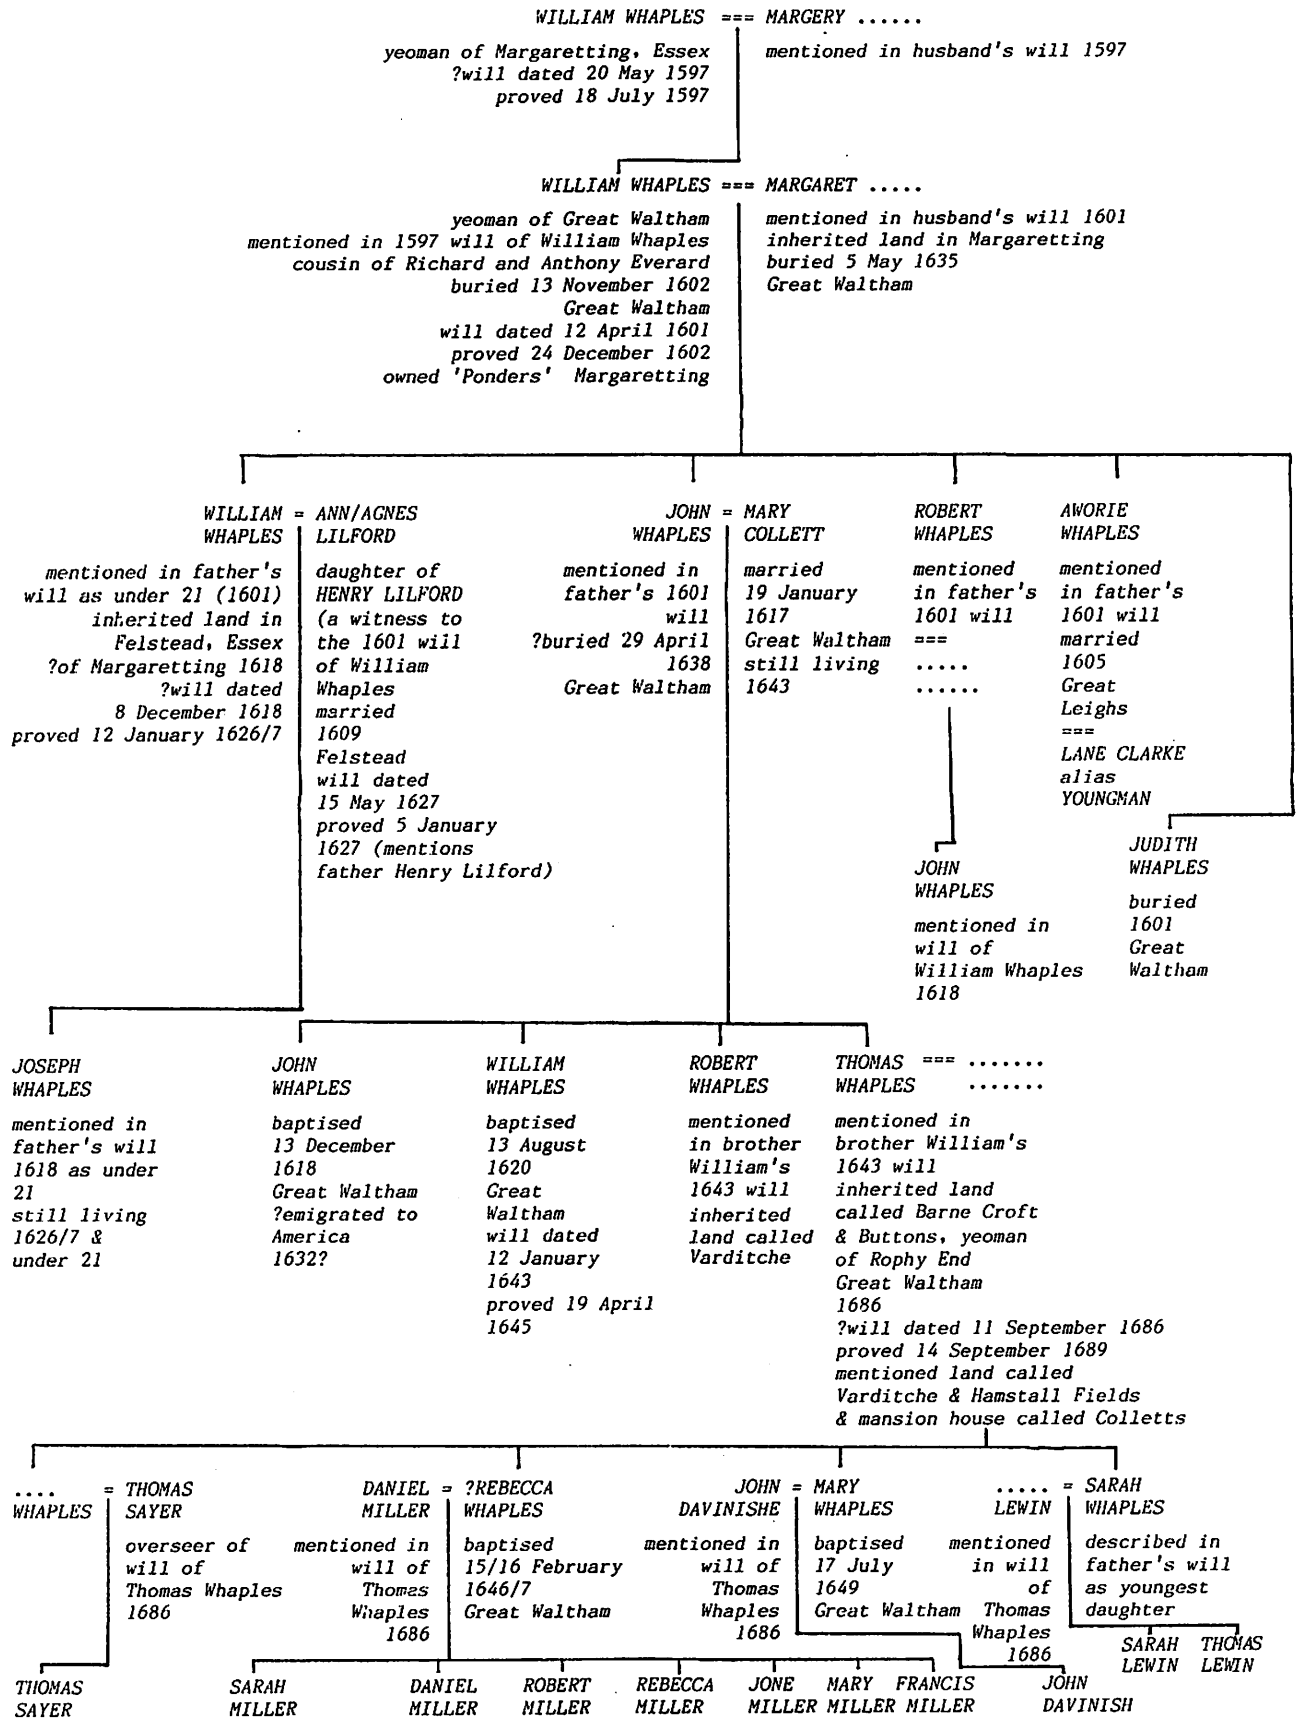 WILLIAM WHAPLES === MARGERY ......
yeoman of Margaretting, Essex
?will dated 20 May 1597
proved 18 July 1597
mentioned in husband's will 1597
WILLIAM WHAPLES === MARGARET .....
yeoman of Great Waltham
mentioned in 1597 will of William Whaples
cousin of Richard and Anthony Everard
buried 13 November 1602
Great Waltham
will dated 12 April 1601
proved 24 December 1602
owned 'Ponders' Margaretting
mentioned in husband's will 1601
inherited land in Margaretting
buried 5 May 1635
Great Waltham
WILLIAM = ANN/AGNES
WHAPLES LILFORD
mentioned in father's
will as under 21 (1601)
inherited land in
Felstead, Essex
?of Margaretting 1618
?will dated
8 December 1618
proved 12 January 1626/7
daughter of
HENRY LILFORD
(a witness to
the 1601 will
of William
Whaples
married
1609
Felstead
will dated
15 May 1627
proved 5 January
1627 (mentions
father Henry Lilford)
JOHN = MARY
WHAPLES COLLETT
mentioned in
father's 1601
will
?buried 29 April
1638
Great Waltham
married
19 January
1617
Great Waltham
still living
1643
ROBERT
WHAPLES
mentioned
in father's
1601 will
===
.....
......
AWORIE
WHAPLES
mentioned
in father's
1601 will
married
1605
Great
Leighs
===
LANE CLARKE
alias
YOUNGMAN
JOHN
WHAPLES
mentioned in
will of
William Whaples
1618
JUDITH
WHAPLES
buried
1601
Great
Waltham
JOSEPH
WHAPLES
mentioned in
father's will
1618 as under
21
still living
1626/7 &
under 21
JOHN
WHAPLES
baptised
13 December
1618
Great Waltham
?emigrated to
America
1632?
WILLIAM
WHAPLES
baptised
13 August
1620
Great
Waltham
will dated
12 January
1643
proved 19 April
1645
ROBERT
WHAPLES
mentioned
in brother
William's
1643 will
inherited
land called
Varditche
THOMAS === .......
WHAPLES .......
mentioned in
brother William's
1643 will
inherited land
called Barne Croft
& Buttons, yeoman
of Rophy End
Great Waltham
1686
?will dated 11 September 1686
proved 14 September 1689
mentioned land called
Varditche & Hamstall Fields
& mansion house called Colletts
.... = THOMAS
WHAPLES SAYER
overseer of
will of
Thomas Whaples
1686
DANIEL = ?REBECCA
MILLER WHAPLES
mentioned in
will of
Thomas
Whaples
1686
baptised
15/16 February
1646/7
Great Waltham
JOHN = MARY
DAVINISHE WHAPLES
mentioned in
will of
Thomas
Whaples
1686
baptised
17 July
1649
Great Waltham
..... = SARAH
LEWIN WHAPLES
mentioned
in will
of
Thomas
Whaples
1686
described in
father's will
as youngest
daughter
SARAH
LEWIN
THOMAS
LEWIN
THOMAS
SAYER
SARAH
MILLER
DANIEL
MILLER
ROBERT
MILLER
REBECCA
MILLER
JONE
MILLER
MARY
MILLER
FRANCIS
MILLER
JOHN
DAVINISH